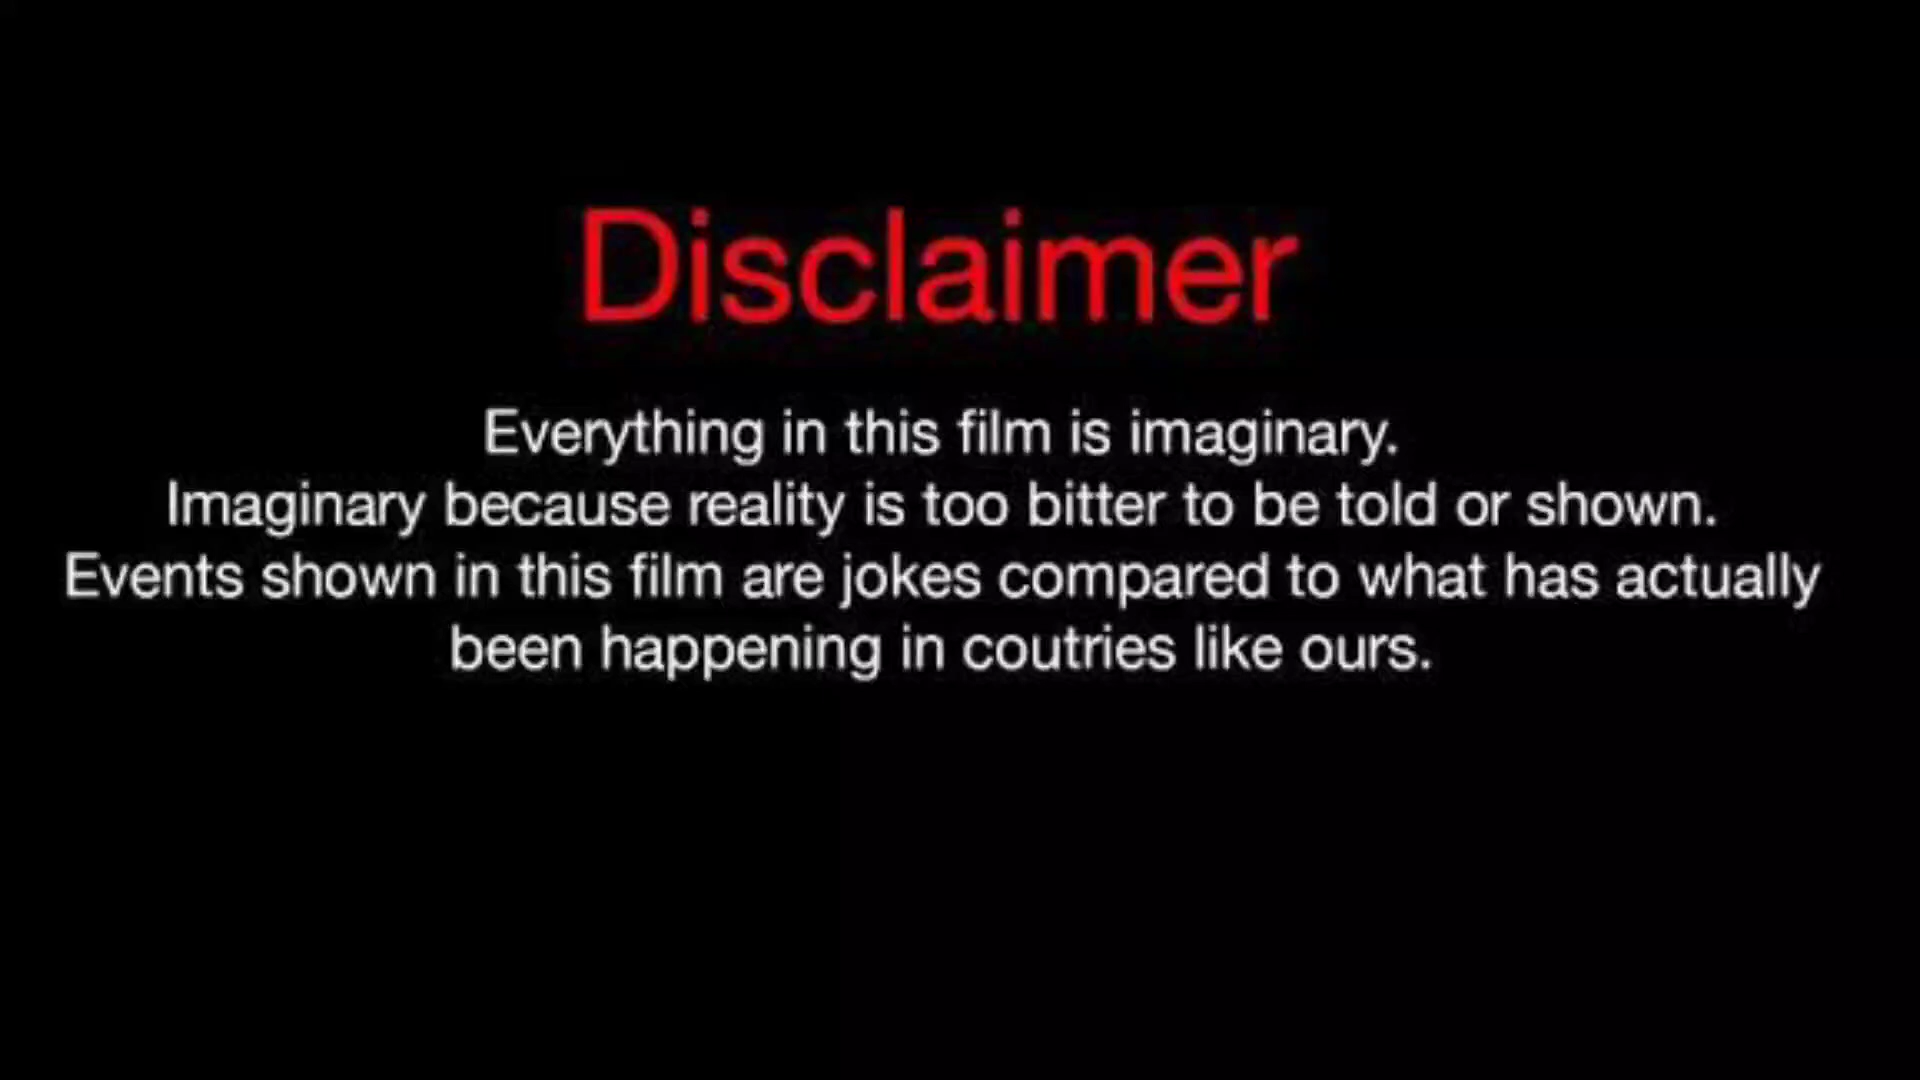 Disclaimer
Everything in this film is imaginary.
Imaginary because reality is too bitter to be told or shown.
Events shown in this film are jokes compared to what has actually
been happening in coutries like ours.